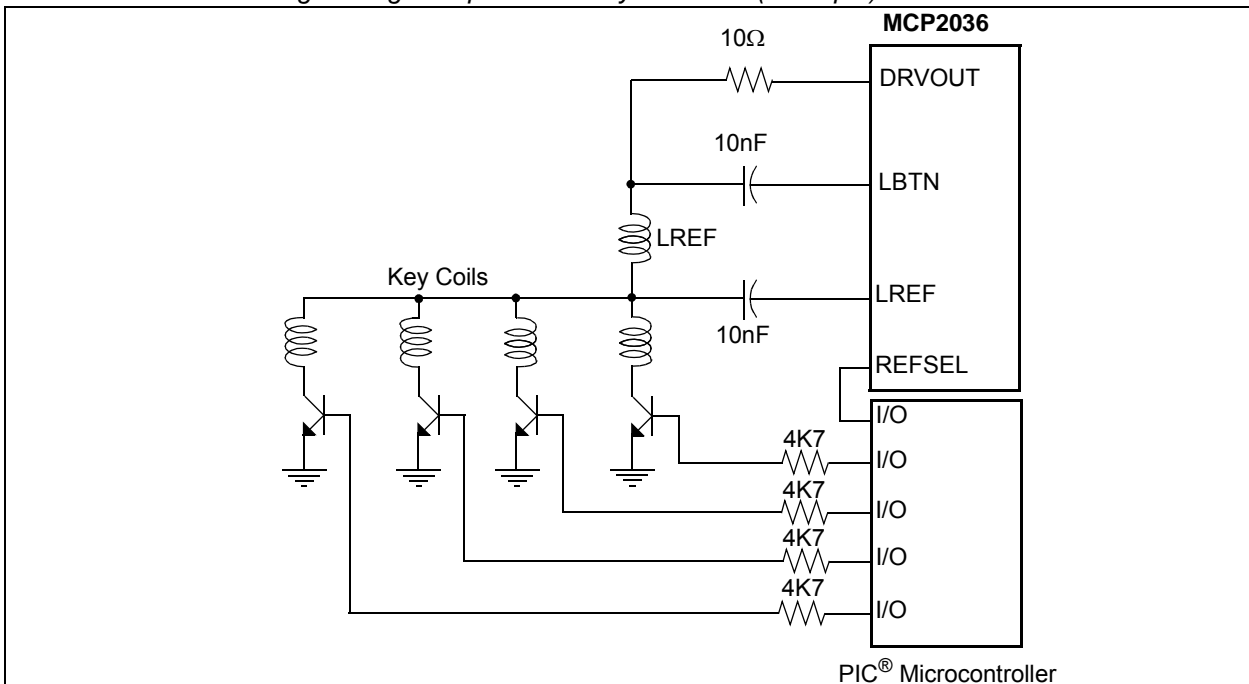 MCP2036
10Ω
DRVOUT
10nF
LBTN
LREF
Key Coils
LREF
10nF
REFSEL
I/O
4K7
I/O
4K7
I/O
4K7
I/O
4K7
I/O
PIC® Microcontroller